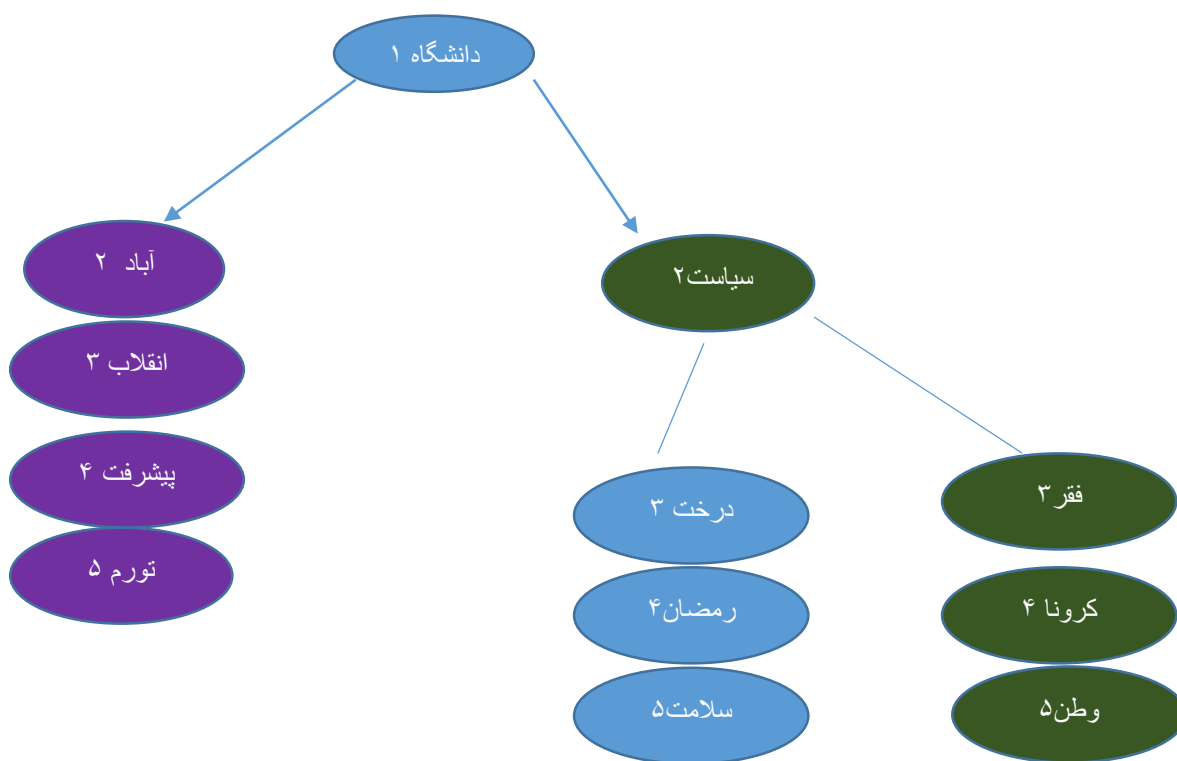 دانشگاه ۱
آباد ۲
سیاست۲
انقلاب ۳
پیشرفت ۴
تورم ۵
درخت ۳
رمضان۴
سلامت۵
فقر۳
کرونا ۴
وطن۵